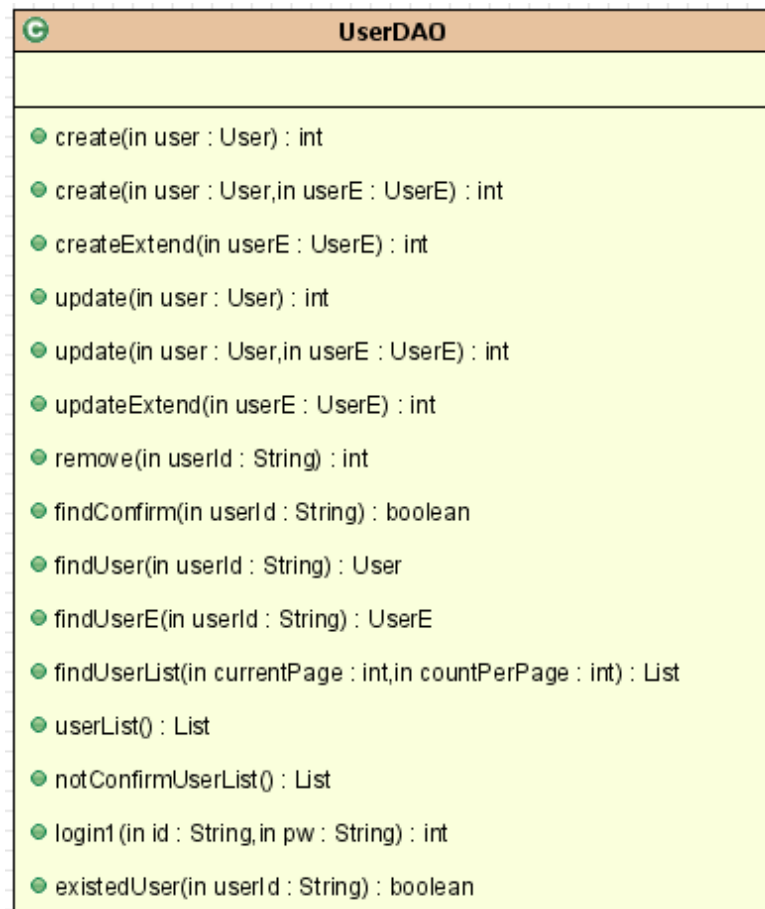 C UserDAO
create(in user : User) : int
create(in user : User,in userE : UserE) : int
createExtend(in userE : UserE) : int
update(in user : User) : int
update(in user : User,in userE : UserE) : int
updateExtend(in userE : UserE) : int
remove(in userId : String) : int
findConfirm(in userId : String) : boolean
findUser(in userId : String) : User
findUserE(in userId : String) : UserE
findUserList(in currentPage : int,in countPerPage : int) : List
userList() : List
notConfirmUserList() : List
login1(in id : String,in pw : String) : int
existedUser(in userId : String) : boolean